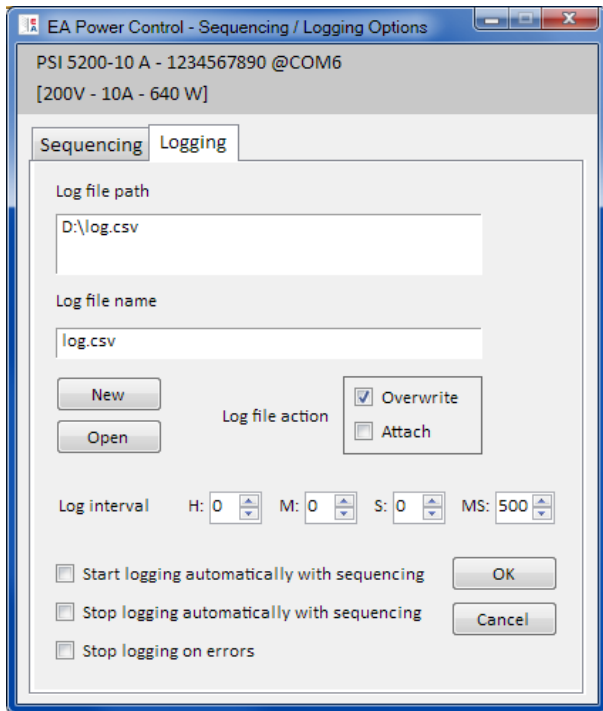 EA Power Control - Sequencing / Logging Options
PSI 5200-10 A - 1234567890 @COM6
[200V - 10A - 640 W]
Sequencing Logging
Log file path
D:\log.csv
Log file name
log.csv
New
Open
Log file action
Overwrite
Attach
Log interval H: 0 M: 0 S: 0 MS: 500
Start logging automatically with sequencing
Stop logging automatically with sequencing
Stop logging on errors
OK
Cancel